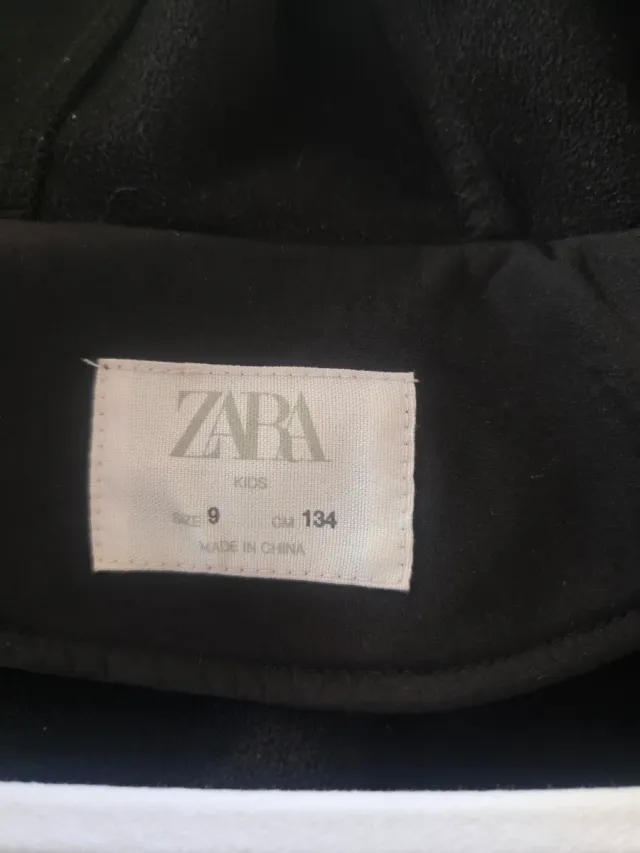 ZARA
KIDS
SIZE 9 CM 134
MADE IN CHINA